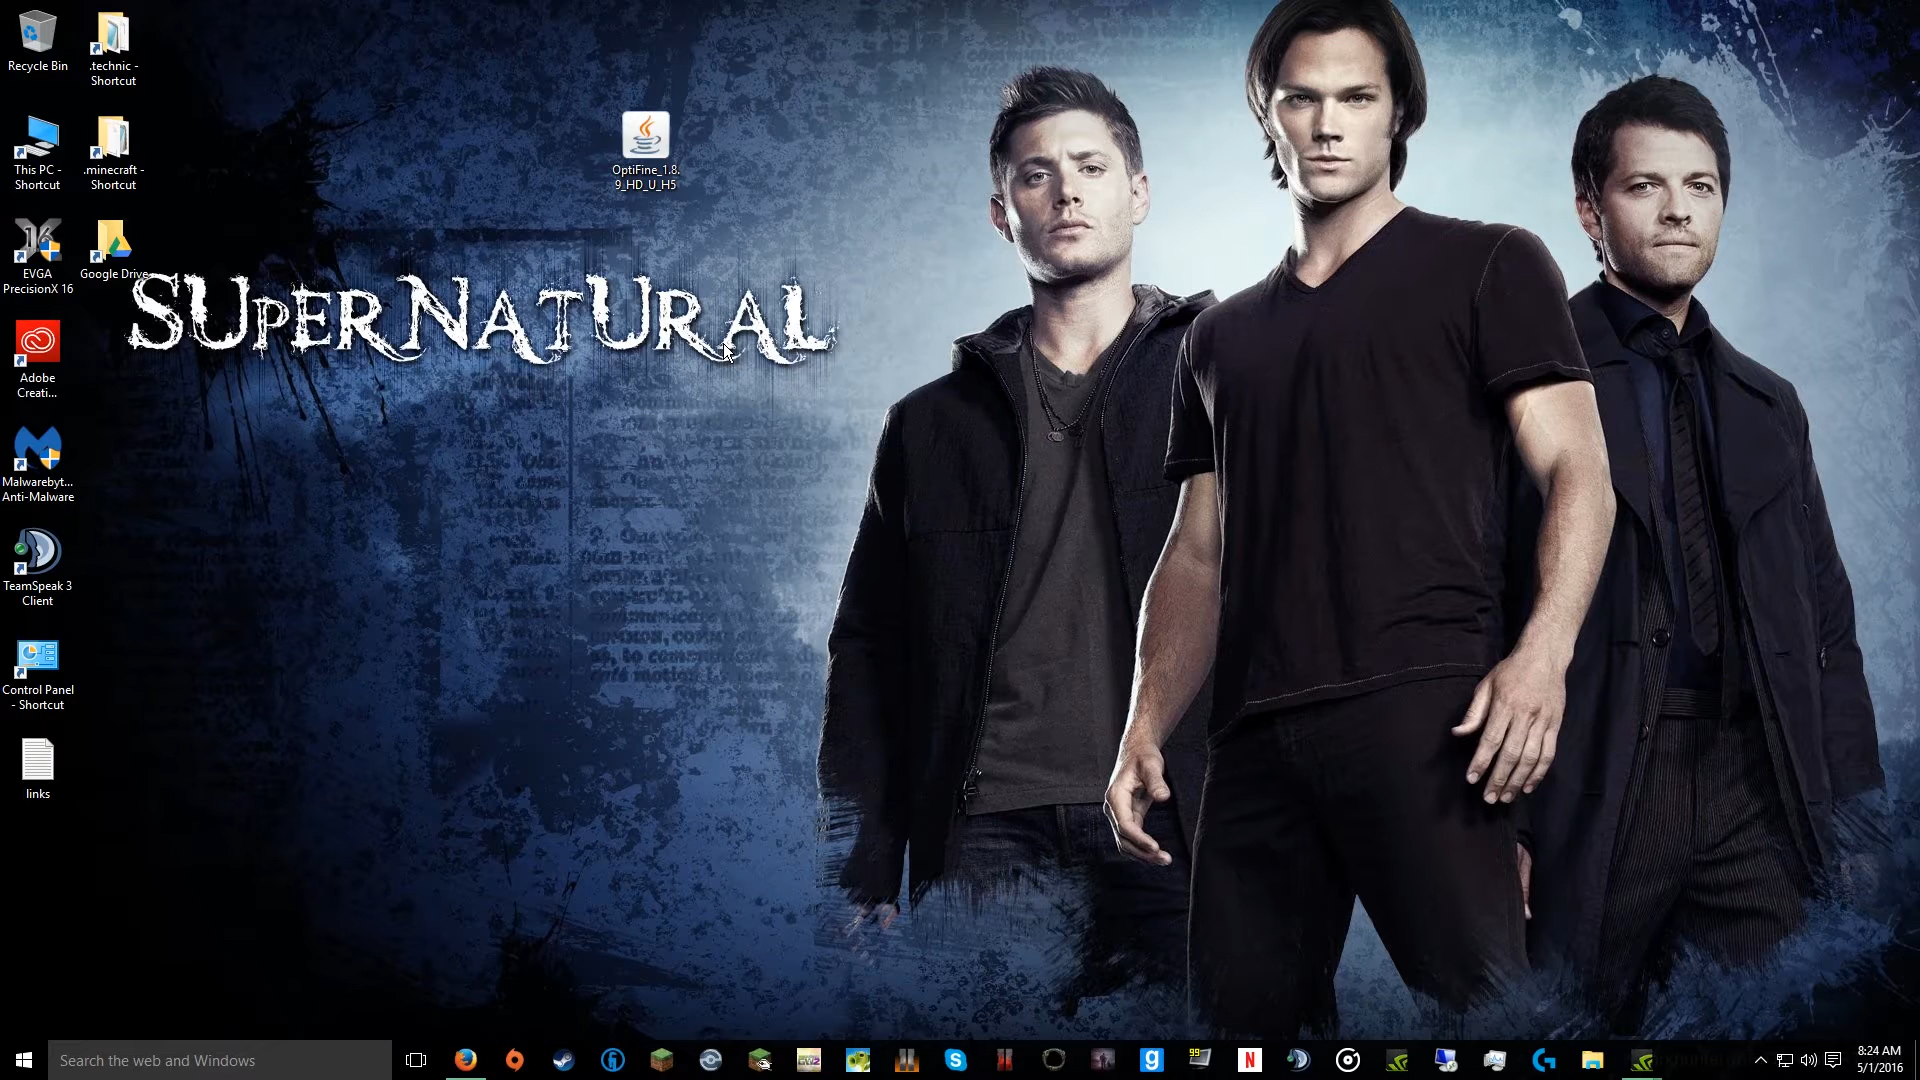 Recycle Bin
.technic -
Shortcut
This PC -
Shortcut
.minecraft -
Shortcut
OptiFine_1.8.
9_HD_U_H5
EVGA
PrecisionX 16
Google Drive
Adobe
Creati...
Malwarebyt...
Anti-Malware
TeamSpeak 3
Client
Control Panel
- Shortcut
links
SUPERNATURAL
Search the web and Windows
8:24 AM
5/1/2016